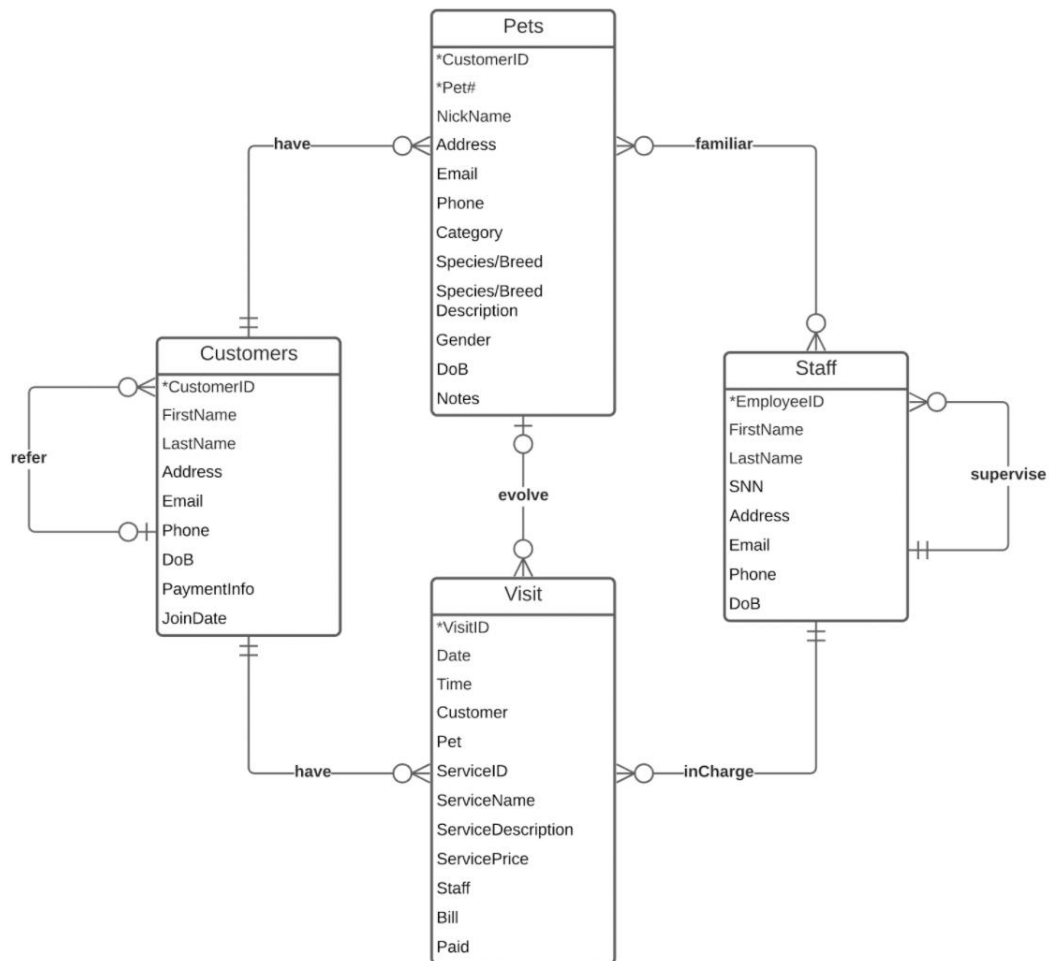 Pets
*CustomerID
*Pet#
NickName
Address
Email
Phone
Category
Species/Breed
Species/Breed
Description
Gender
DoB
Notes
have
familiar
Customers
*CustomerID
FirstName
LastName
Address
Email
Phone
DoB
PaymentInfo
JoinDate
refer
Staff
*EmployeeID
FirstName
LastName
SNN
Address
Email
Phone
DoB
supervise
evolve
Visit
*VisitID
Date
Time
Customer
Pet
ServiceID
ServiceName
ServiceDescription
ServicePrice
Staff
Bill
Paid
have
inCharge